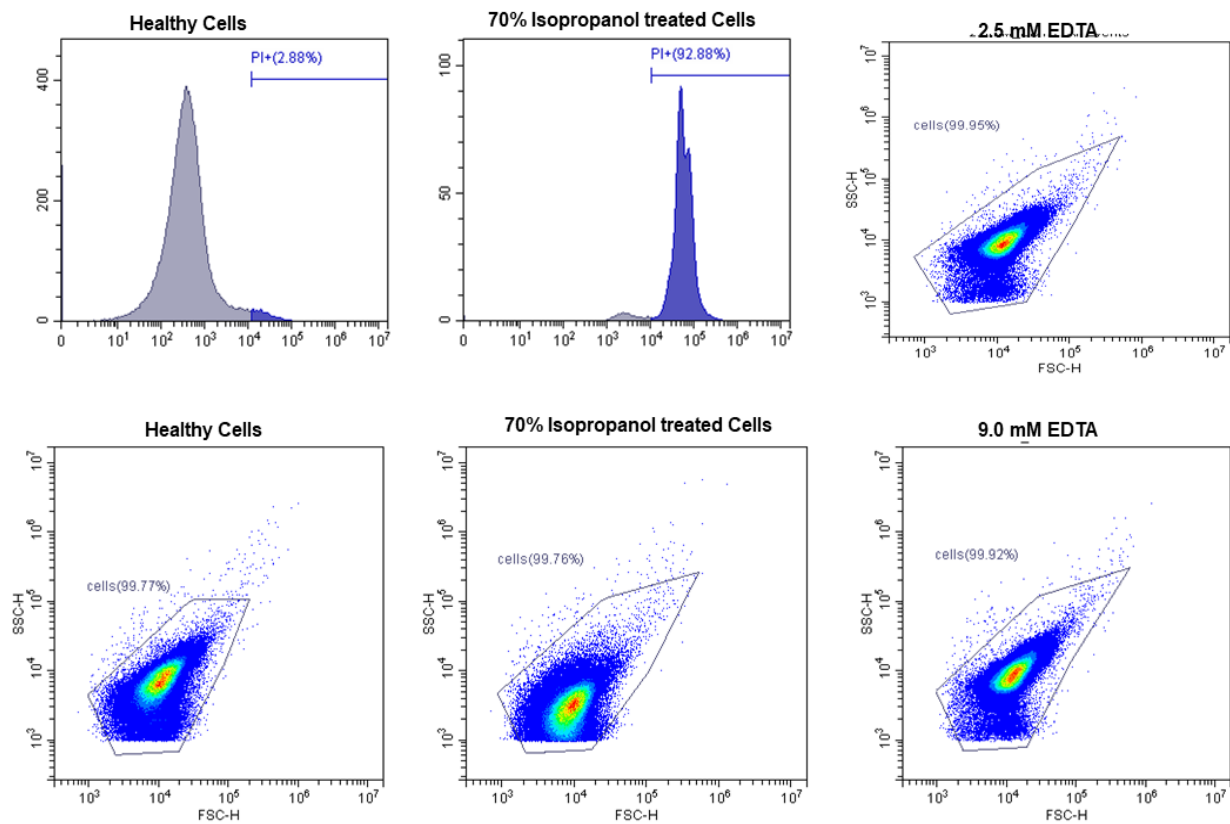 Healthy Cells
PI+(2.88%)
400
200
0
0 10¹ 10² 10³ 10⁴ 10⁵ 10⁶ 10⁷
70% Isopropanol treated Cells
PI+(92.88%)
100
50
0
0 10¹ 10² 10³ 10⁴ 10⁵ 10⁶ 10⁷
2.5 mM EDTA
cells(99.95%)
SSC-H
10⁷
10⁶
10⁵
10⁴
10³
10³ 10⁴ 10⁵ 10⁶ 10⁷
FSC-H
Healthy Cells
cells(99.77%)
SSC-H
10⁷
10⁶
10⁵
10⁴
10³
10³ 10⁴ 10⁵ 10⁶ 10⁷
FSC-H
70% Isopropanol treated Cells
cells(99.76%)
SSC-H
10⁷
10⁶
10⁵
10⁴
10³
10³ 10⁴ 10⁵ 10⁶ 10⁷
FSC-H
9.0 mM EDTA
cells(99.92%)
SSC-H
10⁷
10⁶
10⁵
10⁴
10³
10³ 10⁴ 10⁵ 10⁶ 10⁷
FSC-H